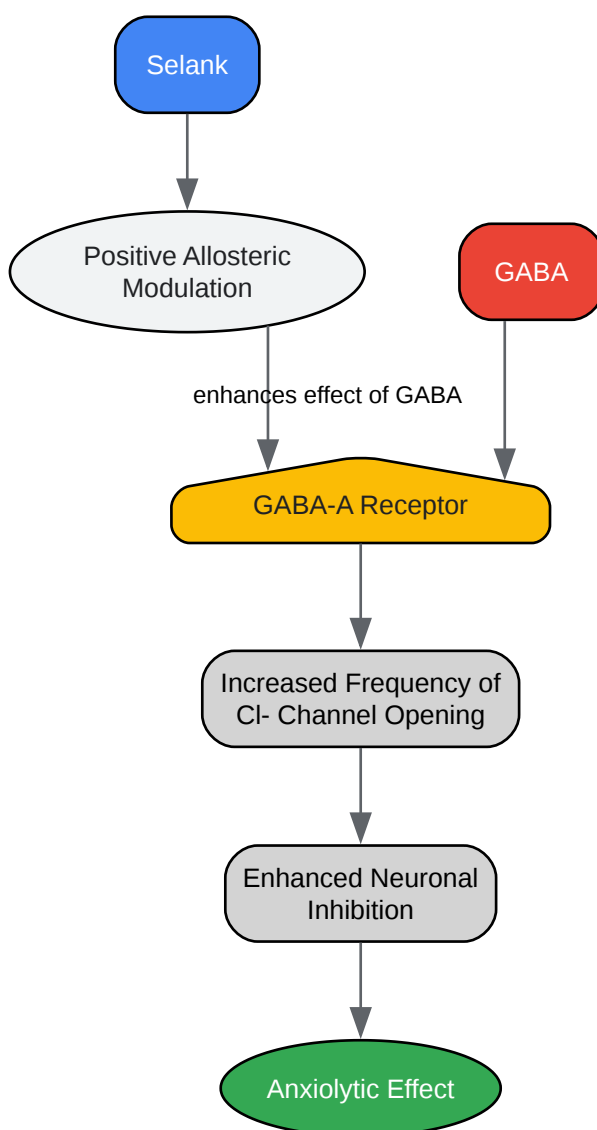 Selank
Positive Allosteric
Modulation
GABA
enhances effect of GABA
GABA-A Receptor
Increased Frequency of
Cl- Channel Opening
Enhanced Neuronal
Inhibition
Anxiolytic Effect